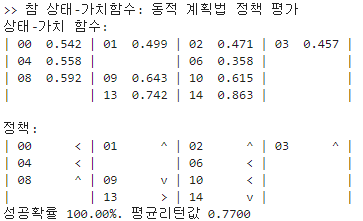 >> 참 상태-가치함수: 동적 계획법 정책 평가
상태-가치 함수:
| 00 0.542 | 01 0.499 | 02 0.471 | 03 0.457 |
| 04 0.558 | | 06 0.358 | |
| 08 0.592 | 09 0.643 | 10 0.615 | |
| | 13 0.742 | 14 0.863 | |
정책:
| 00 < | 01 ^ | 02 ^ | 03 ^ |
| 04 < | | 06 < | |
| 08 ^ | 09 v | 10 < | |
| | 13 > | 14 v | |
성공확률 100.00%. 평균리턴값 0.7700